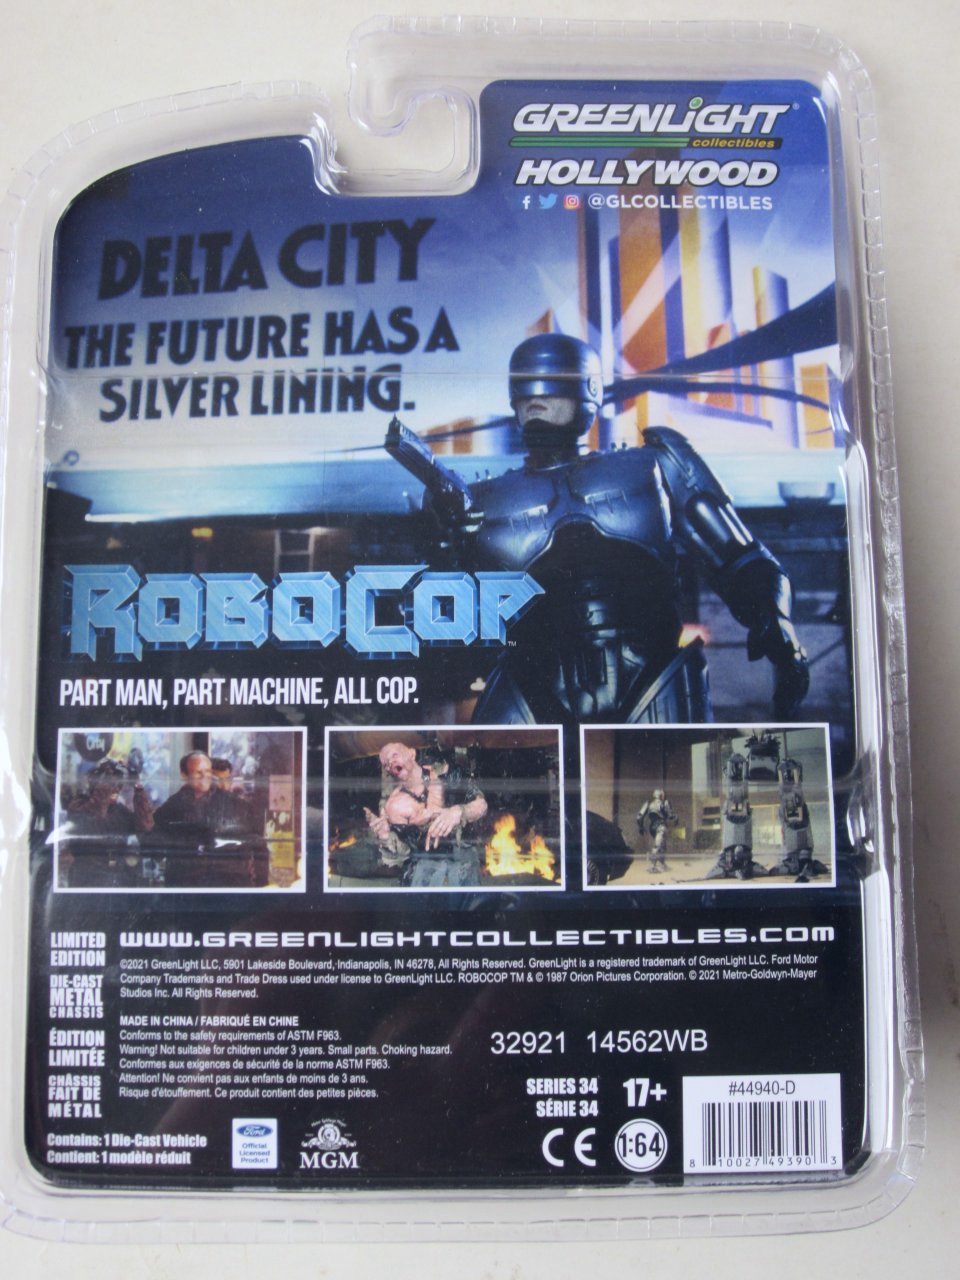 GREENLiGHT®
collectibles
HOLLYWOOD
@GLCOLLECTIBLES
DELTA CITY
THE FUTURE HAS A
SILVER LINING.
ROBOCOP™
PART MAN, PART MACHINE, ALL COP.
City
LIMITED
EDITION
DIE-CAST
METAL
CHASSIS
ÉDITION
LIMITÉE
CHÂSSIS
FAIT DE
MÉTAL
www.GREENLIGHTCOLLECTIBLES.com
©2021 GreenLight LLC, 5901 Lakeside Boulevard, Indianapolis, IN 46278, All Rights Reserved. GreenLight is a registered trademark of GreenLight LLC. Ford Motor
Company Trademarks and Trade Dress used under license to GreenLight LLC. ROBOCOP TM & © 1987 Orion Pictures Corporation. © 2021 Metro-Goldwyn-Mayer
Studios Inc. All Rights Reserved.
MADE IN CHINA / FABRIQUÉ EN CHINE
Conforms to the safety requirements of ASTM F963.
Warning! Not suitable for children under 3 years. Small parts. Choking hazard.
Conformes aux exigences de sécurité de la norme ASTM F963.
Attention! Ne convient pas aux enfants de moins de 3 ans.
Risque d'étouffement. Ce produit contient des petites pièces.
32921 14562WB
SERIES 34
SÉRIE 34
17+
CE
1:64
#44940-D
8 10027 49390 3
Contains: 1 Die-Cast Vehicle
Contient: 1 modèle réduit
Ford
Official
Licensed
Product
MGM